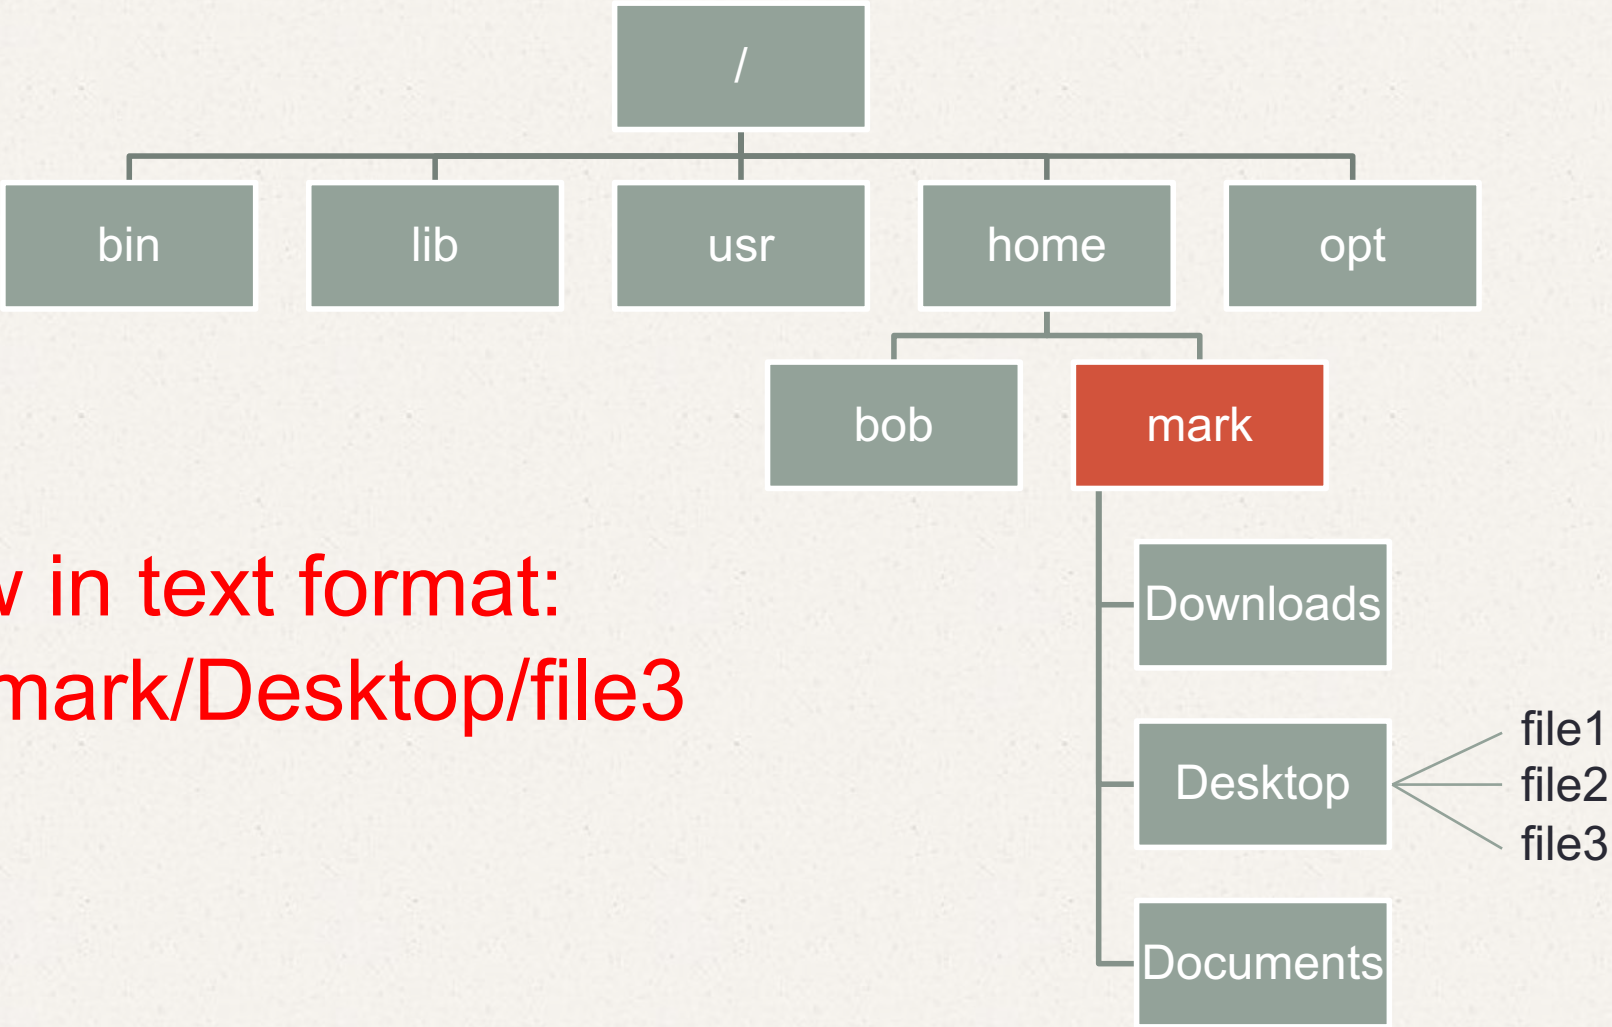 /
bin lib usr home opt
bob mark
in text format:
mark/Desktop/file3
Downloads
Desktop
file1
file2
file3
Documents